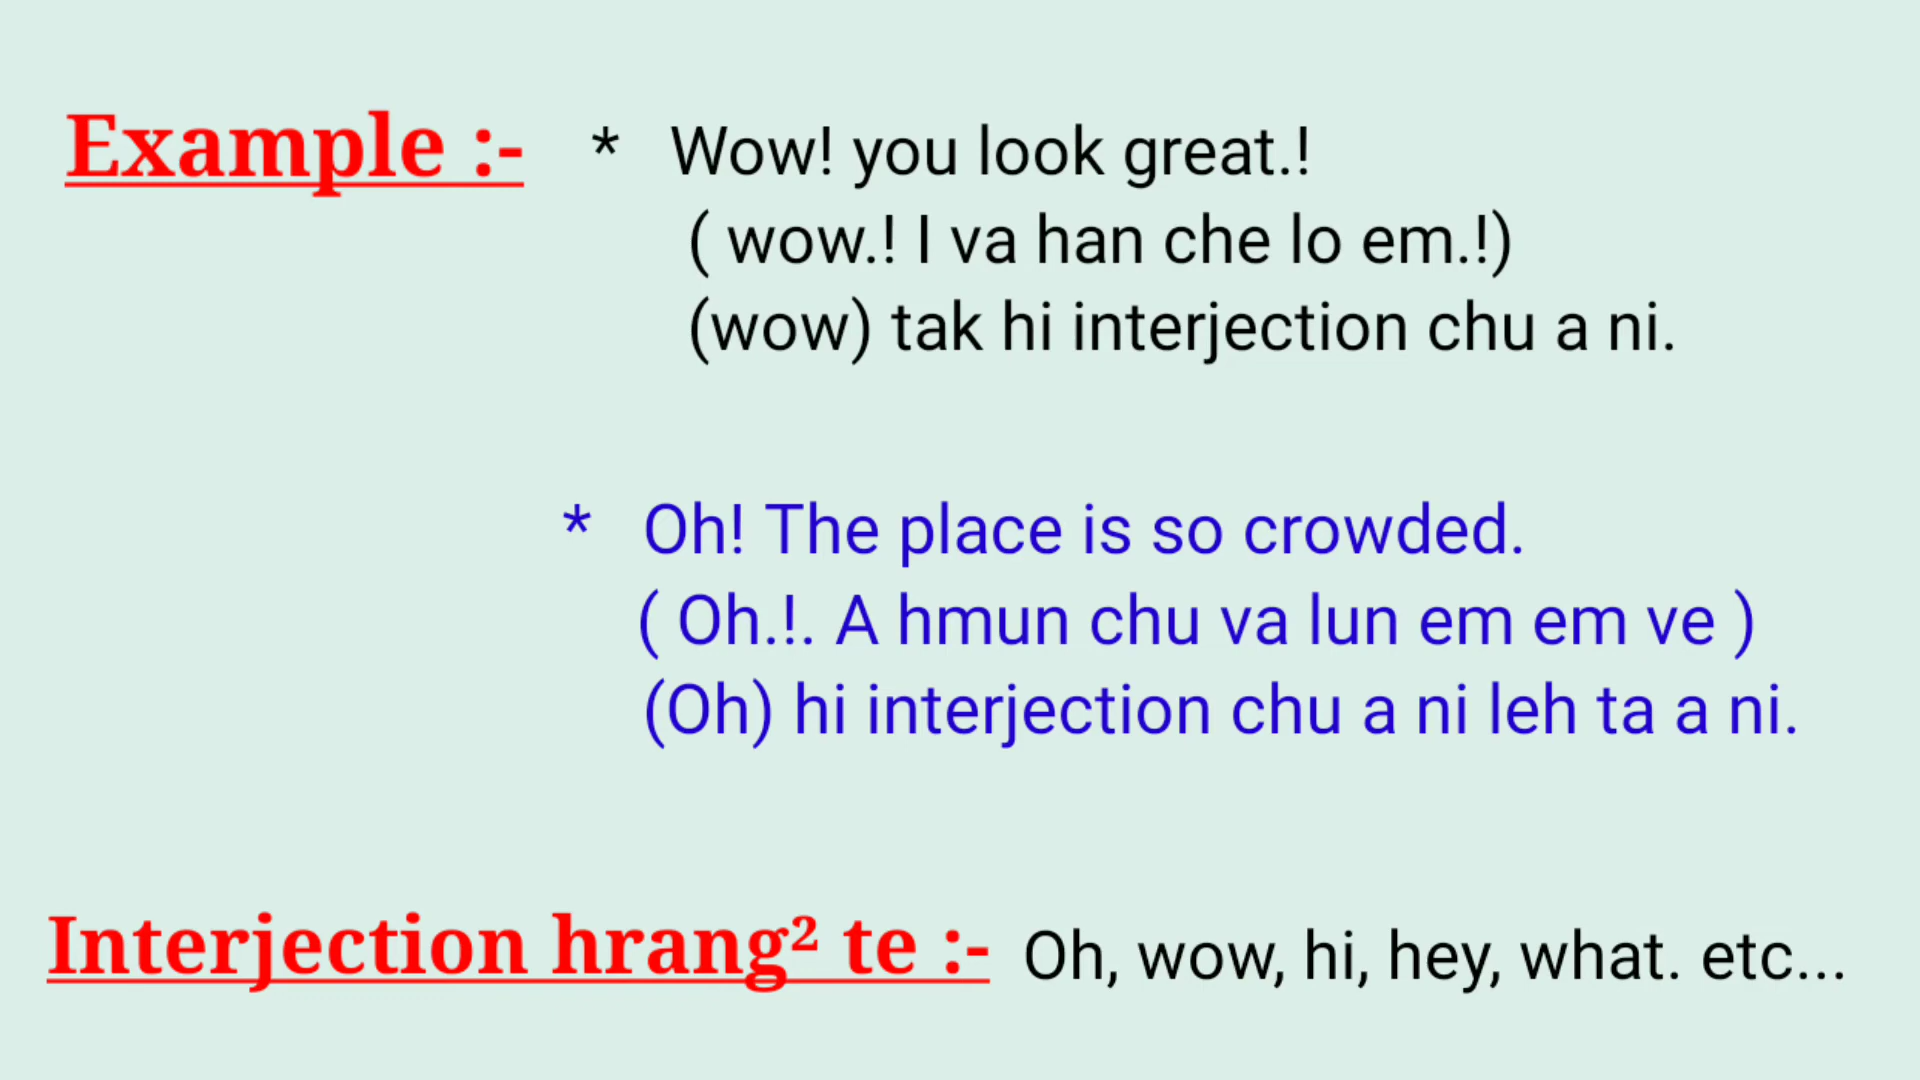 Example :- * Wow! you look great.!
( wow.! I va han che lo em.!)
(wow) tak hi interjection chu a ni.
* Oh! The place is so crowded.
( Oh.!. A hmun chu va lun em em ve )
(Oh) hi interjection chu a ni leh ta a ni.
Interjection hrang² te :- Oh, wow, hi, hey, what. etc...